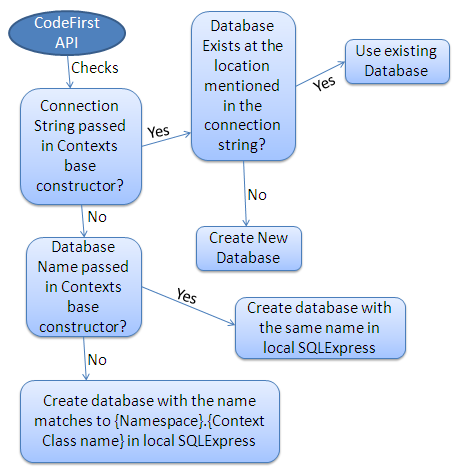 CodeFirst
API
Checks
Connection
String passed
in Contexts
base
constructor?
Yes
Database
Exists at the
location
mentioned
in the
connection
string?
Yes
Use existing
Database
No
Create New
Database
No
Database
Name passed
in Contexts
base
constructor?
Yes
Create database with
the same name in
local SQLExpress
No
Create database with the name
matches to {Namespace}.{Context
Class name} in local SQLExpress